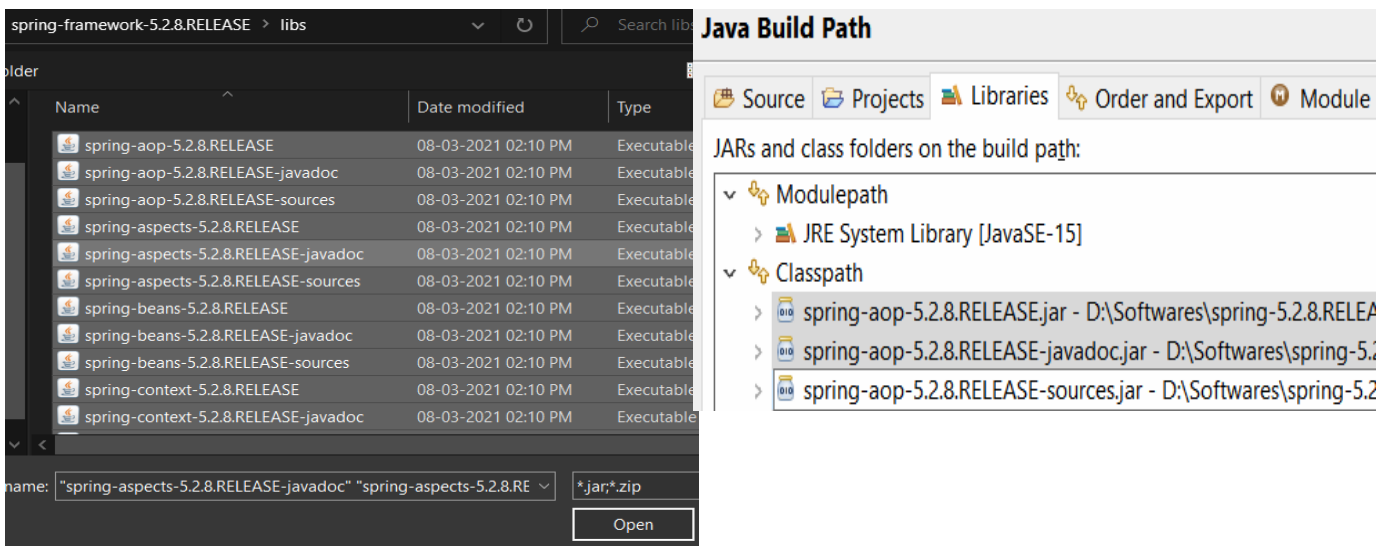 spring-framework-5.2.8.RELEASE > libs
Search libs
older
Name Date modified Type
spring-aop-5.2.8.RELEASE 08-03-2021 02:10 PM Executable
spring-aop-5.2.8.RELEASE-javadoc 08-03-2021 02:10 PM Executable
spring-aop-5.2.8.RELEASE-sources 08-03-2021 02:10 PM Executable
spring-aspects-5.2.8.RELEASE 08-03-2021 02:10 PM Executable
spring-aspects-5.2.8.RELEASE-javadoc 08-03-2021 02:10 PM Executable
spring-aspects-5.2.8.RELEASE-sources 08-03-2021 02:10 PM Executable
spring-beans-5.2.8.RELEASE 08-03-2021 02:10 PM Executable
spring-beans-5.2.8.RELEASE-javadoc 08-03-2021 02:10 PM Executable
spring-beans-5.2.8.RELEASE-sources 08-03-2021 02:10 PM Executable
spring-context-5.2.8.RELEASE 08-03-2021 02:10 PM Executable
spring-context-5.2.8.RELEASE-javadoc 08-03-2021 02:10 PM Executable
name: "spring-aspects-5.2.8.RELEASE-javadoc" "spring-aspects-5.2.8.RE *.jar;*.zip
Open
Java Build Path
Source Projects Libraries Order and Export Module
JARs and class folders on the build path:
Modulepath
JRE System Library [JavaSE-15]
Classpath
spring-aop-5.2.8.RELEASE.jar - D:\Softwares\spring-5.2.8.RELEA
spring-aop-5.2.8.RELEASE-javadoc.jar - D:\Softwares\spring-5.2
spring-aop-5.2.8.RELEASE-sources.jar - D:\Softwares\spring-5.2